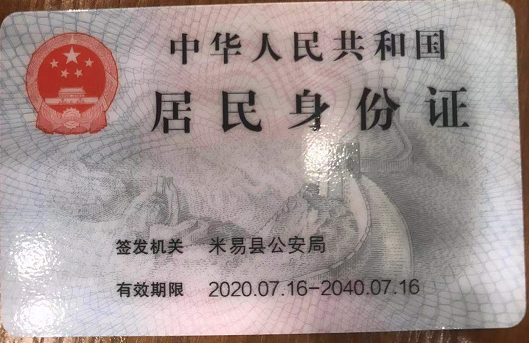 中华人民共和国
居民身份证
签发机关 米易县公安局
有效期限 2020.07.16-2040.07.16